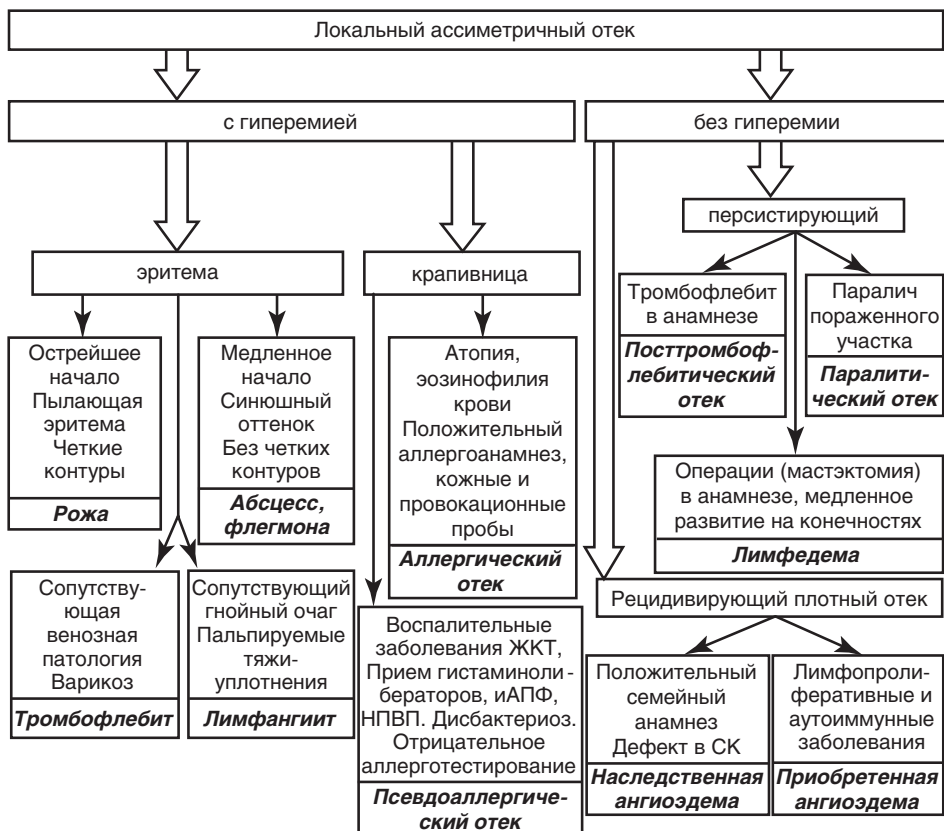 Локальный ассиметричный отек
с гиперемией
без гиперемии
эритема
крапивница
персистирующий
Острейшее
начало
Пылающая
эритема
Четкие
контуры
Рожа
Медленное
начало
Синюшный
оттенок
Без четких
контуров
Абсцесс,
флегмона
Сопутству-
ющая
венозная
патология
Варикоз
Тромбофлебит
Сопутствующий
гнойный очаг
Пальпируемые
тяжи-
уплотнения
Лимфангиит
Атопия,
эозинофилия
крови
Положительный
аллергоанамнез,
кожные и
провокационные
пробы
Аллергический
отек
Воспалительные
заболевания ЖКТ,
Прием гистаминоли-
бераторов, иАПФ,
НПВП. Дисбактериоз.
Отрицательное
аллерготестирование
Псевдоаллергиче-
ский отек
Тромбофлебит
в анамнезе
Посттромбоф-
лебитический
отек
Паралич
пораженного
участка
Паралити-
ческий отек
Операции (мастэктомия)
в анамнезе, медленное
развитие на конечностях
Лимфедема
Рецидивирующий плотный отек
Положительный
семейный
анамнез
Дефект в СК
Наследственная
ангиоэдема
Лимфопроли-
феративные и
аутоиммунные
заболевания
Приобретенная
ангиоэдема